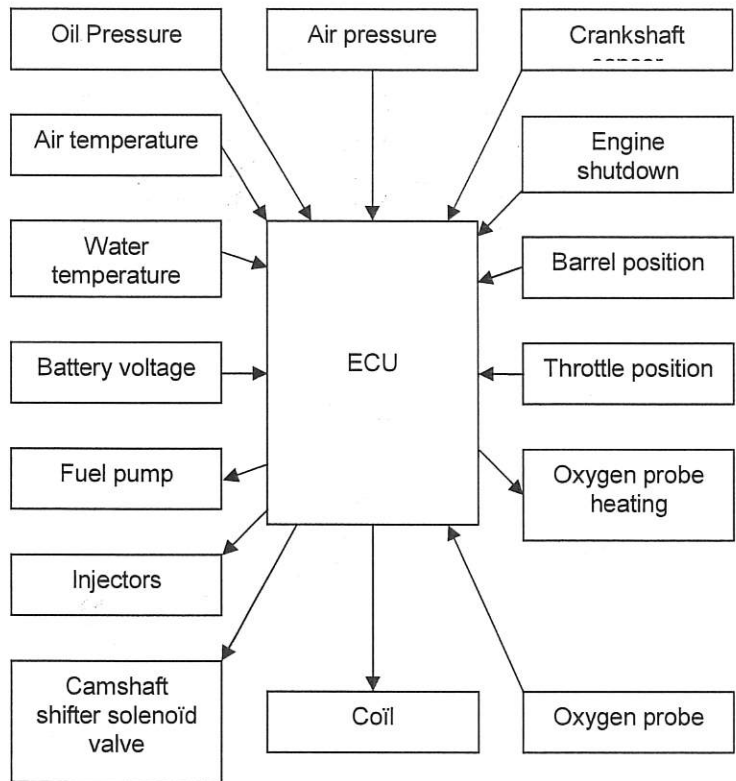 Oil Pressure
Air pressure
Crankshaft
Air temperature
Engine
shutdown
Water
temperature
Barrel position
Battery voltage
ECU
Throttle position
Fuel pump
Oxygen probe
heating
Injectors
Camshaft
shifter solenoïd
valve
Coïl
Oxygen probe